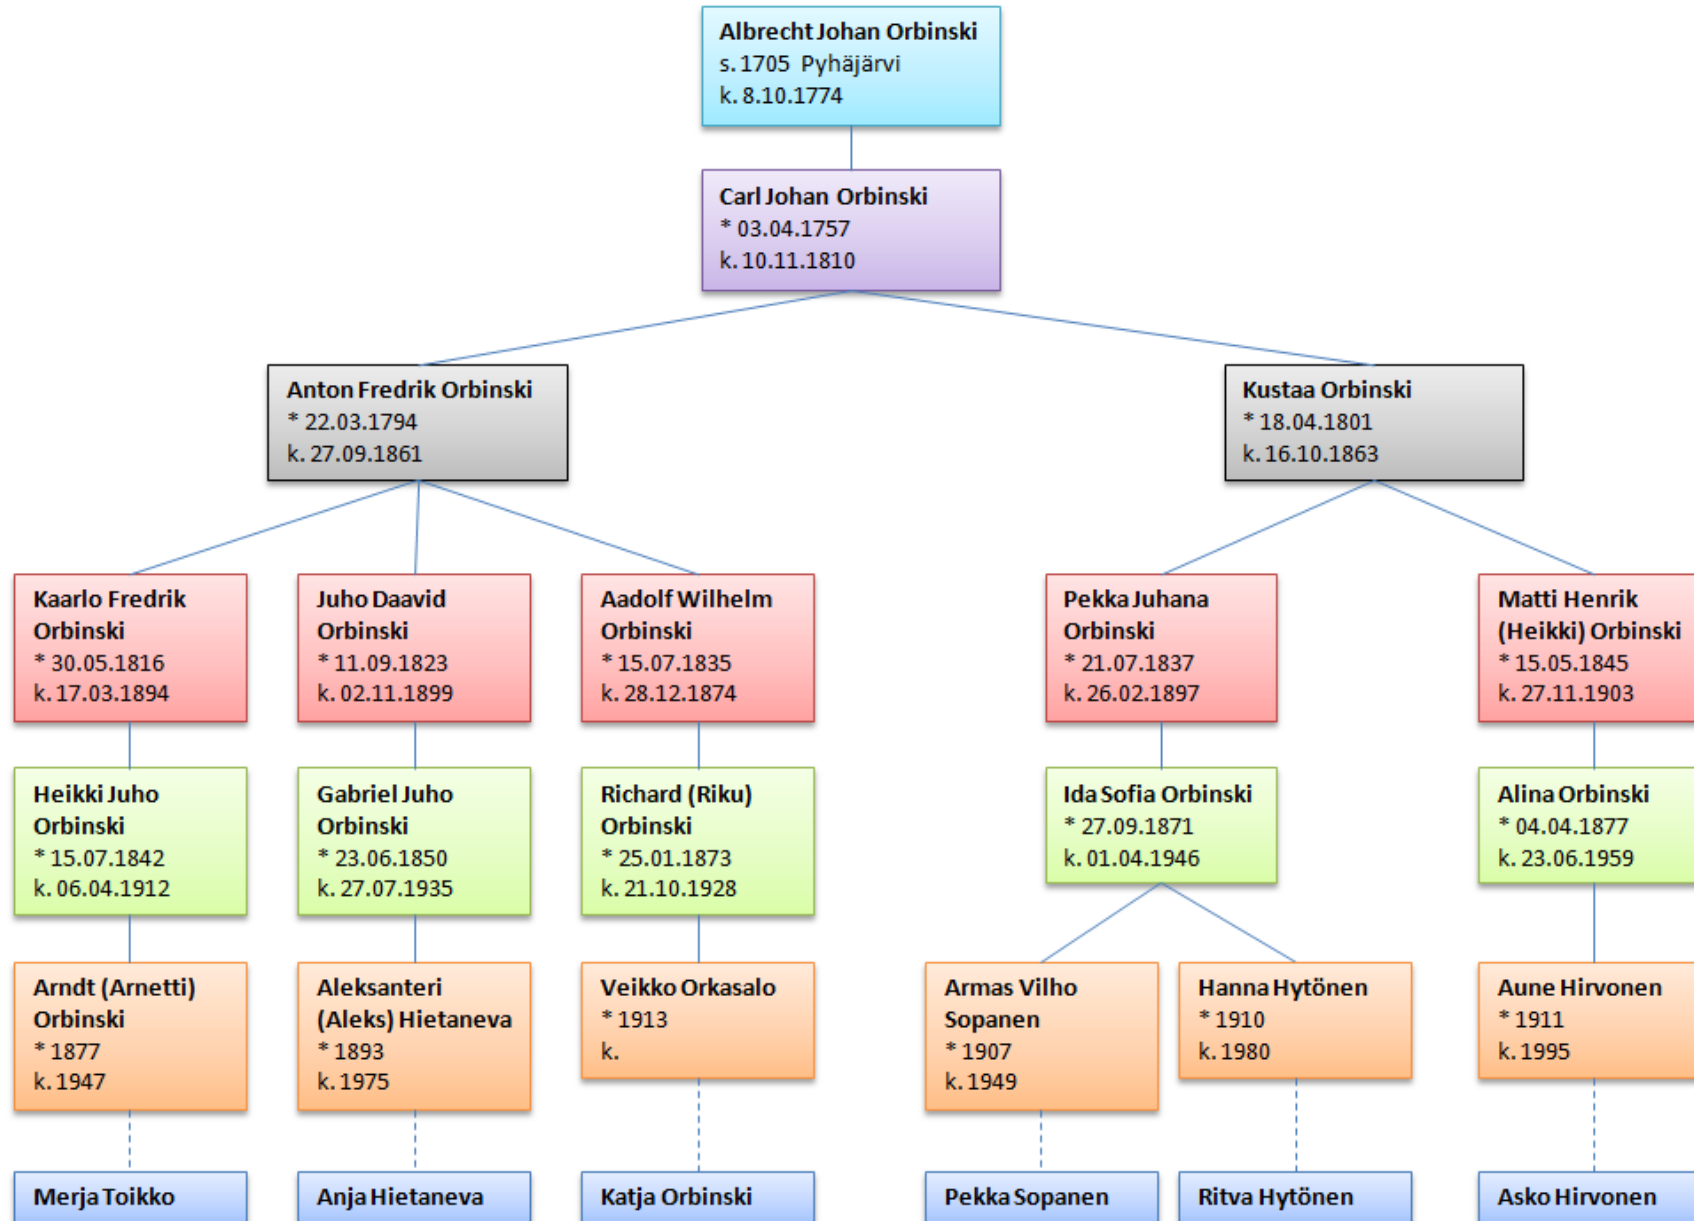 Albrecht Johan Orbinski
s. 1705 Pyhäjärvi
k. 8.10.1774
Carl Johan Orbinski
* 03.04.1757
k. 10.11.1810
Anton Fredrik Orbinski
* 22.03.1794
k. 27.09.1861
Kustaa Orbinski
* 18.04.1801
k. 16.10.1863
Kaarlo Fredrik
Orbinski
* 30.05.1816
k. 17.03.1894
Juho Daavid
Orbinski
* 11.09.1823
k. 02.11.1899
Aadolf Wilhelm
Orbinski
* 15.07.1835
k. 28.12.1874
Pekka Juhana
Orbinski
* 21.07.1837
k. 26.02.1897
Matti Henrik
(Heikki) Orbinski
* 15.05.1845
k. 27.11.1903
Heikki Juho
Orbinski
* 15.07.1842
k. 06.04.1912
Gabriel Juho
Orbinski
* 23.06.1850
k. 27.07.1935
Richard (Riku)
Orbinski
* 25.01.1873
k. 21.10.1928
Ida Sofia Orbinski
* 27.09.1871
k. 01.04.1946
Alina Orbinski
* 04.04.1877
k. 23.06.1959
Arndt (Arnetti)
Orbinski
* 1877
k. 1947
Aleksanteri
(Aleks) Hietaneva
* 1893
k. 1975
Veikko Orkasalo
* 1913
k.
Armas Vilho
Sopanen
* 1907
k. 1949
Hanna Hytönen
* 1910
k. 1980
Aune Hirvonen
* 1911
k. 1995
Merja Toikko
Anja Hietaneva
Katja Orbinski
Pekka Sopanen
Ritva Hytönen
Asko Hirvonen